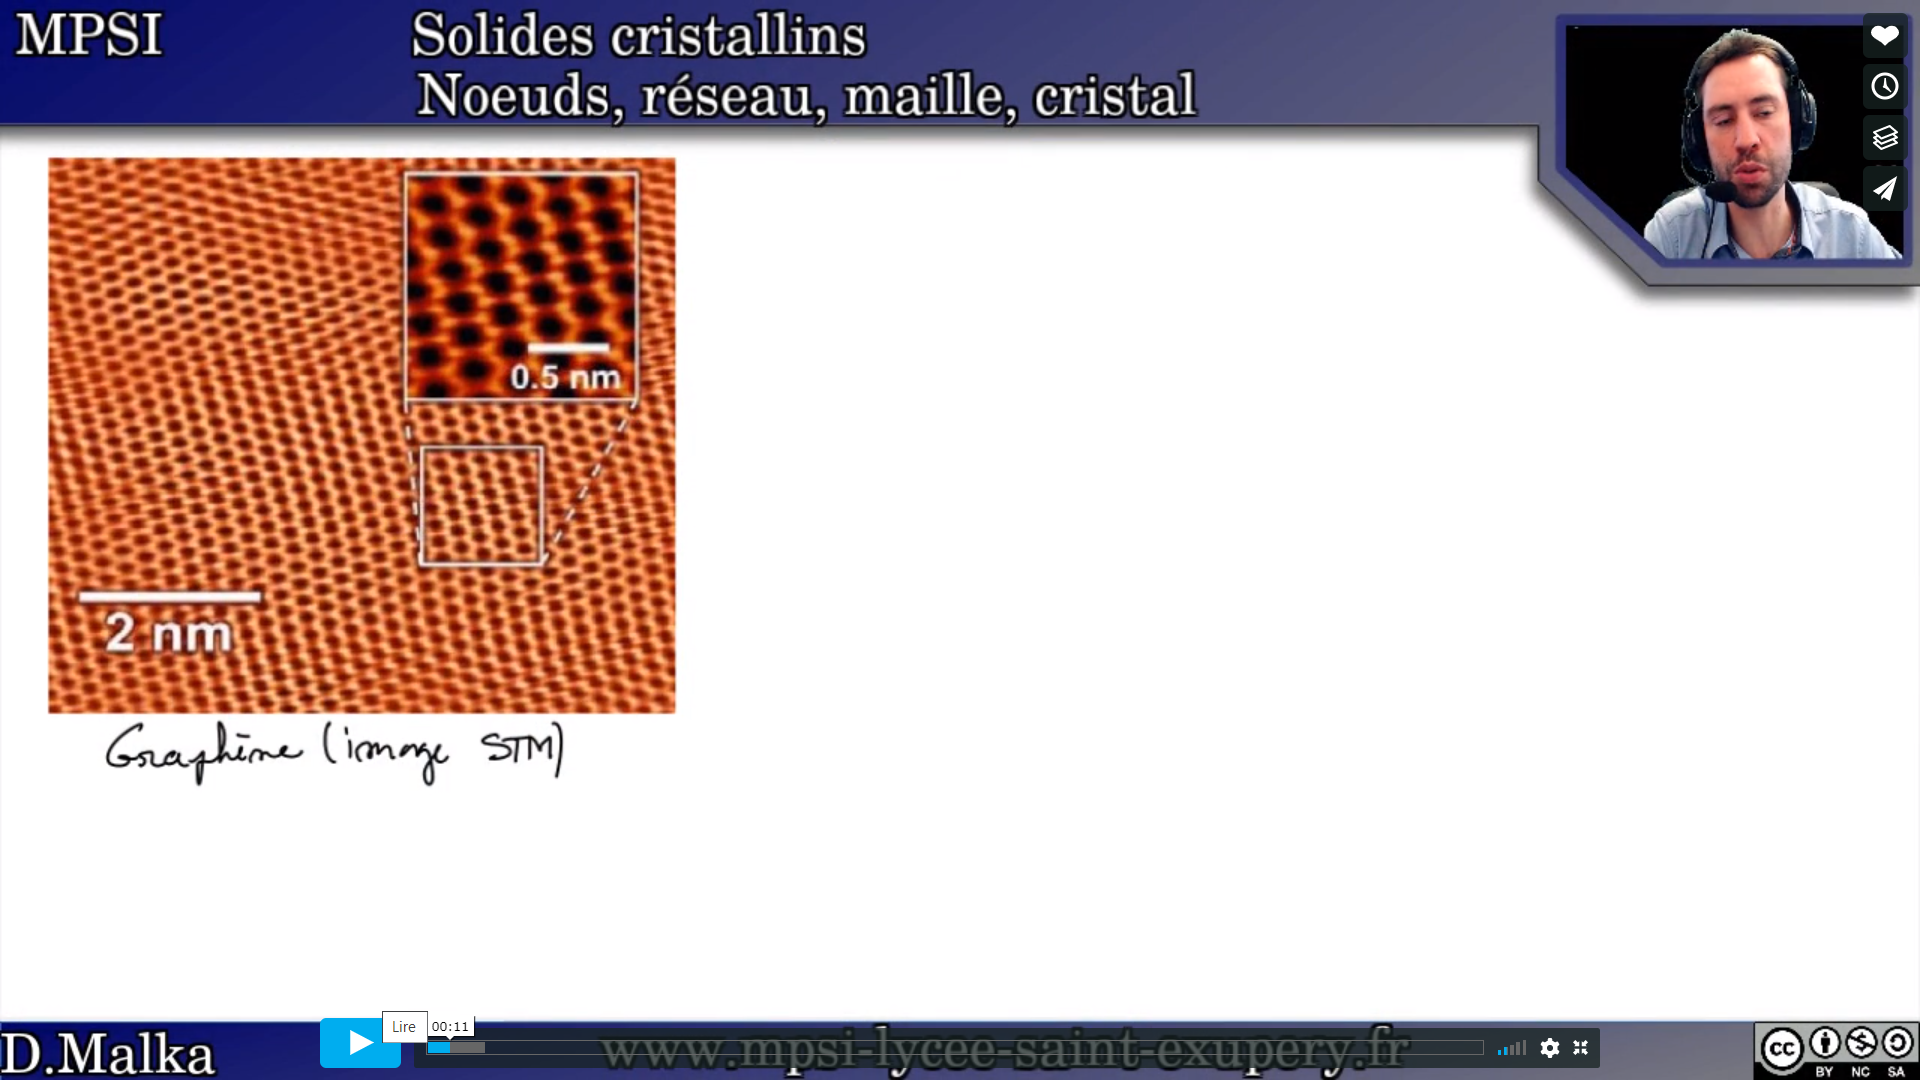 MPSI
Solides cristallins
Noeuds, réseau, maille, cristal
0.5 nm
2 nm
Graphène (image STM)
Lire
00:11
D.Malka
www.mpsi-lycee-saint-exupery.fr
cc
BY NC SA